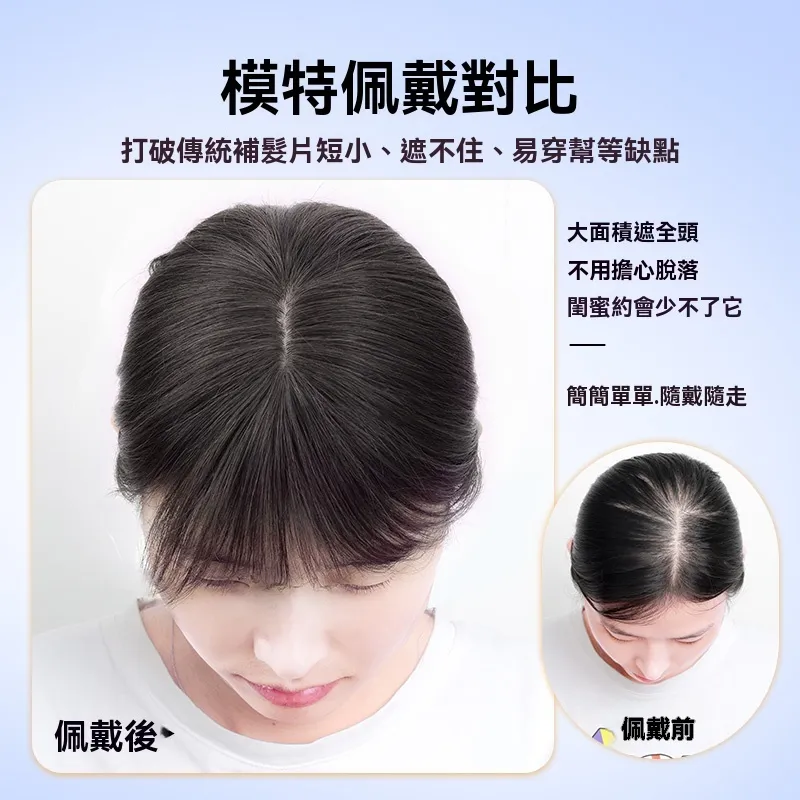 模特佩戴對比
打破傳統補髮片短小、遮不住、易穿幫等缺點
大面積遮全頭
不用擔心脫落
閨蜜約會少不了它
——
簡簡單單.隨戴隨走
佩戴後
佩戴前